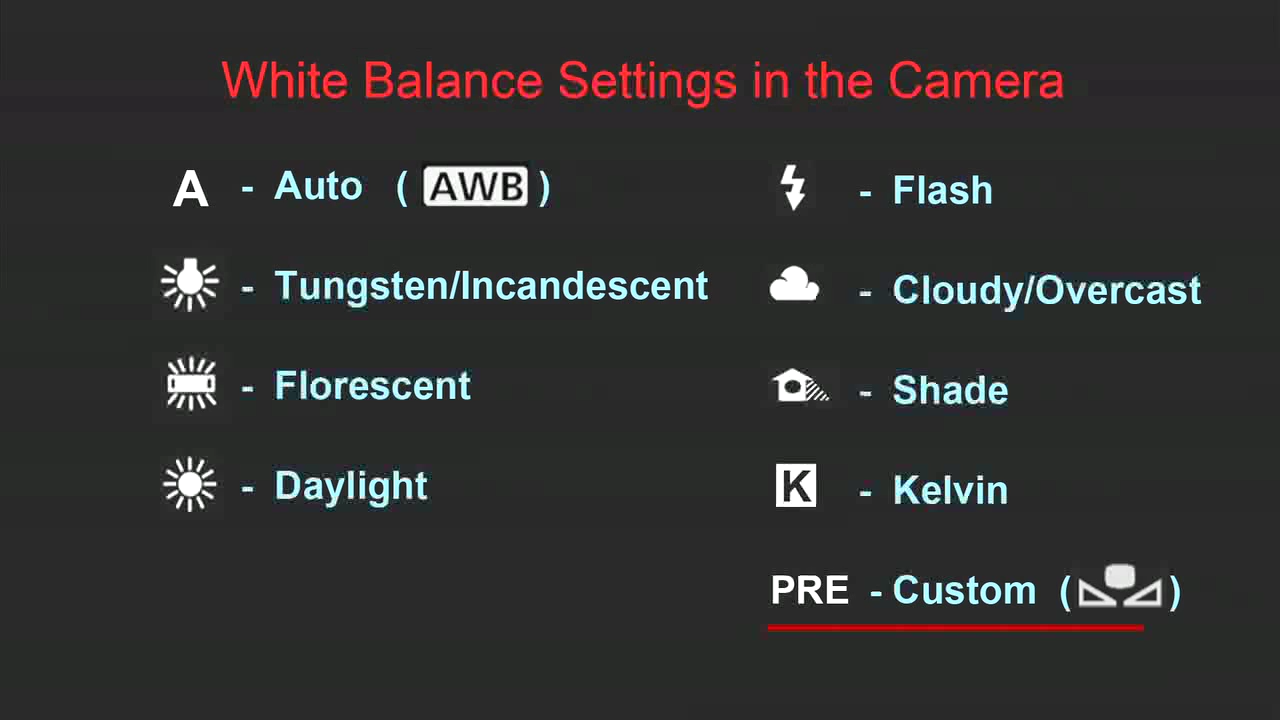 White Balance Settings in the Camera
A - Auto ( AWB )
- Tungsten/Incandescent
- Florescent
- Daylight
- Flash
- Cloudy/Overcast
- Shade
K - Kelvin
PRE - Custom ( )